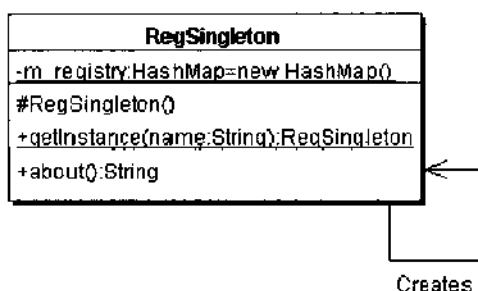 RegSingleton
-m_registry:HashMap=new HashMap()
#RegSingleton()
+getInstance(name:String):RegSingleton
+about():String
Creates